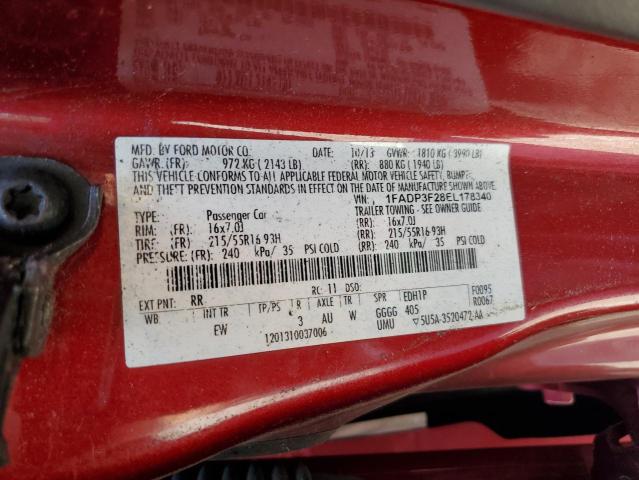 MFD. BY FORD MOTOR CO. DATE: 10/13 GVWR: 1810 KG ( 3990 LB)
GAWR: (FR) 972 KG ( 2143 LB) (RR): 880 KG ( 1940 LB)
THIS VEHICLE CONFORMS TO ALL APPLICABLE FEDERAL MOTOR VEHICLE SAFETY, BUMPER,
AND THEFT PREVENTION STANDARDS IN EFFECT ON THE DATE OF MANUFACTURE SHOWN
VIN: 1FADP3F28EL178340
TYPE: Passenger Car TRAILER TOWING - SEE OWNER GUIDE
RIM: (FR): 16x7.0J (RR): 16x7.0J
TIRE (FR): 215/55R16 93H (RR): 215/55R16 93H
PRESSURE: (FR): 240 kPa/ 35 PSI COLD (RR): 240 kPa/ 35 PSI COLD
RC: 11 DSO:
EXT PNT: RR EDH1P F0095
WB INT TR TP/PS R AXLE TR SPR GGGG 405 R0067
EW 3 AU W UMU ▽5U5A-3520472-AA
1201310037006